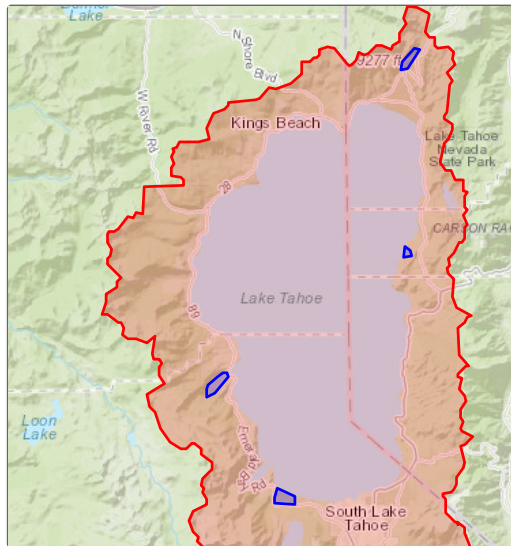 Lake
N Shore
Blvd
9277 ft
W River Rd
Kings Beach
Lake Tahoe
Nevada
State Park
28
CARSON RA
Lake Tahoe
89
Loon
Lake
Emerald
Rd
89
South Lake
Tahoe